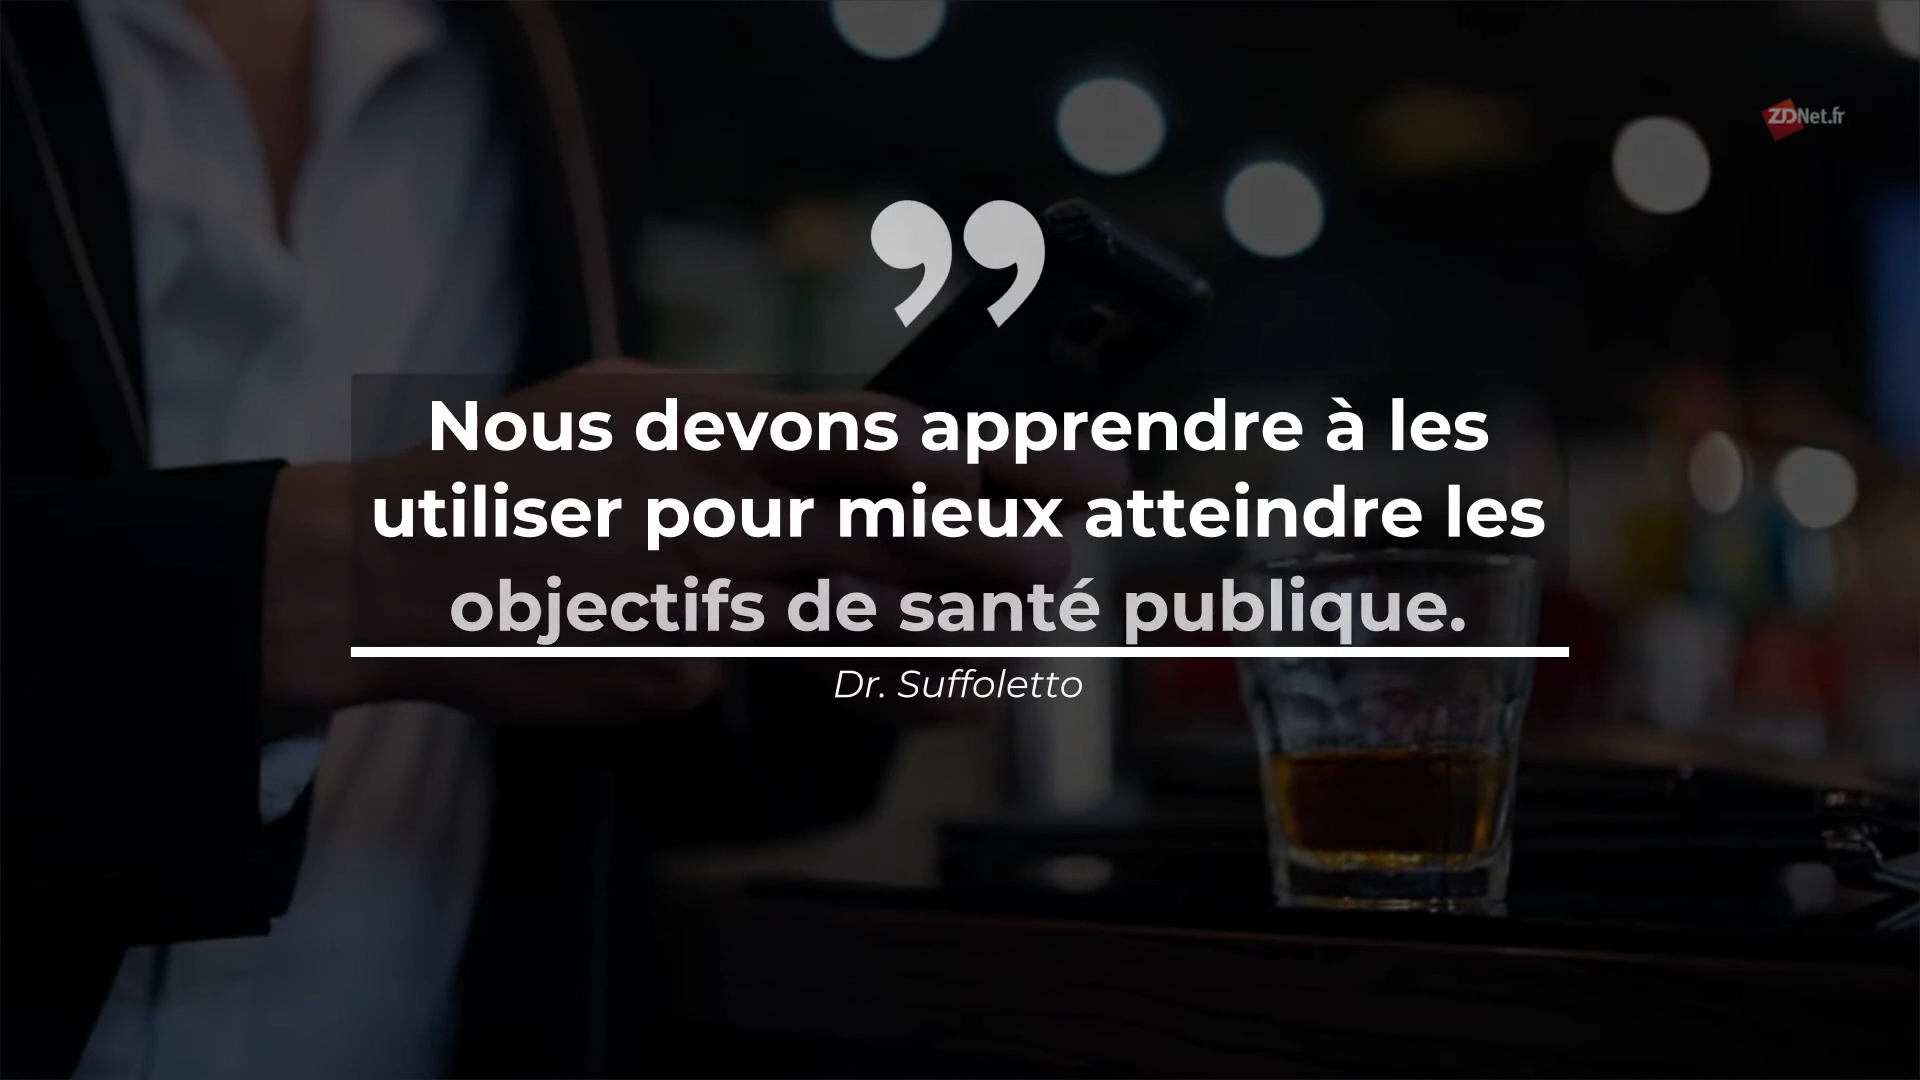 ZDNet.fr
”
Nous devons apprendre à les
utiliser pour mieux atteindre les
objectifs de santé publique.
Dr. Suffoletto